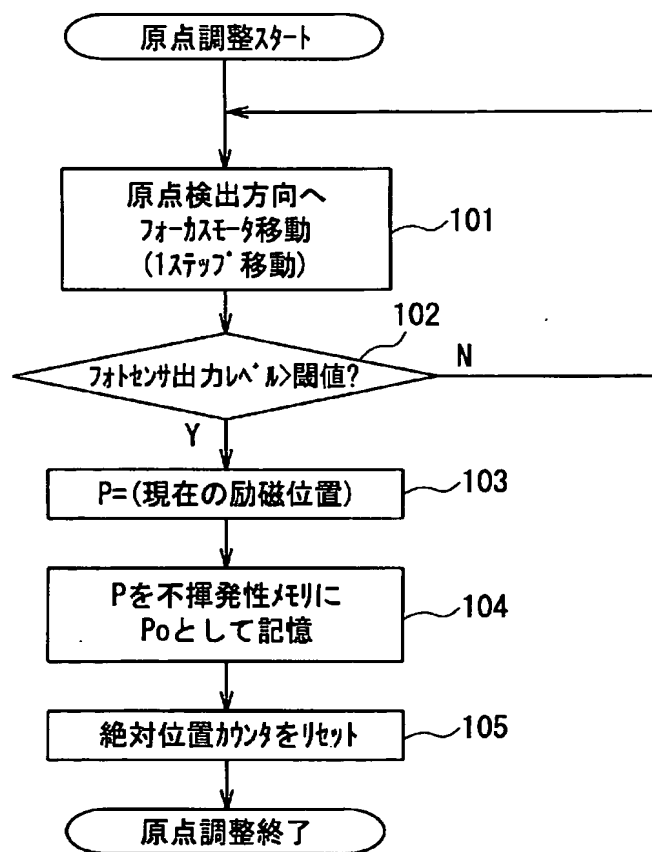 原点調整スタート
原点検出方向へ
フォーカスモータ移動
(1ステップ移動)
101
102
フォトセンサ出力レベル>閾値?
N
Y
P=(現在の励磁位置)
103
Pを不揮発性メモリに
Poとして記憶
104
絶対位置カウンタをリセット
105
原点調整終了